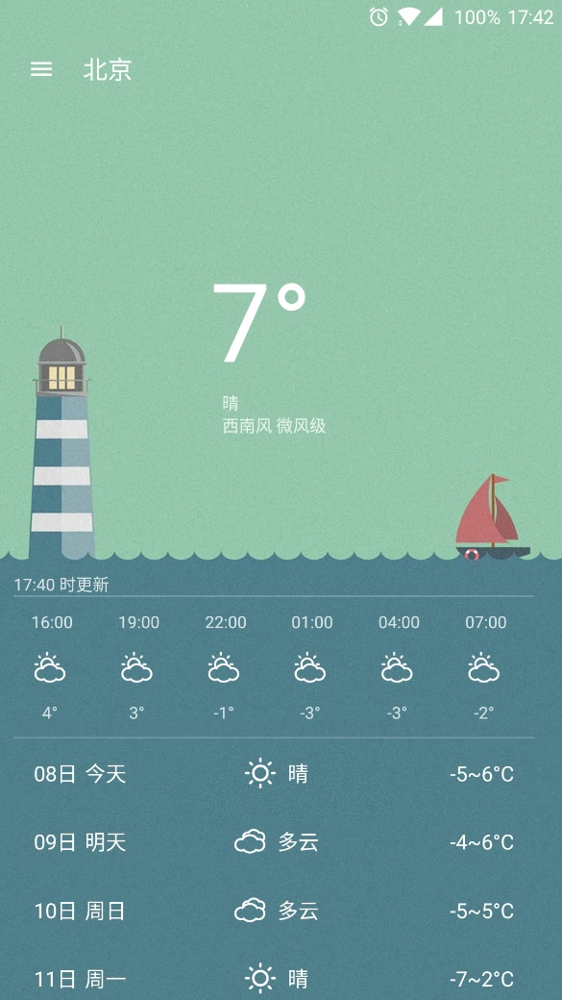 100% 17:42
北京
7°
晴
西南风 微风级
17:40 时更新
16:00 19:00 22:00 01:00 04:00 07:00
4° 3° -1° -3° -3° -2°
08日 今天 晴 -5~6°C
09日 明天 多云 -4~6°C
10日 周日 多云 -5~5°C
11日 周一 晴 -7~2°C